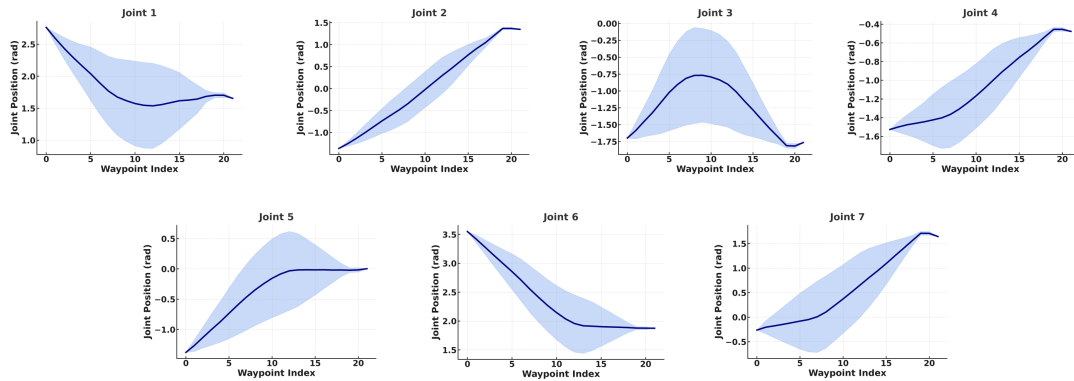 Joint 1
Joint Position (rad)
2.5
2.0
1.5
1.0
0 5 10 15 20
Waypoint Index
Joint 2
Joint Position (rad)
1.5
1.0
0.5
0.0
−0.5
−1.0
0 5 10 15 20
Waypoint Index
Joint 3
Joint Position (rad)
0.00
−0.25
−0.50
−0.75
−1.00
−1.25
−1.50
−1.75
0 5 10 15 20
Waypoint Index
Joint 4
Joint Position (rad)
−0.4
−0.6
−0.8
−1.0
−1.2
−1.4
−1.6
0 5 10 15 20
Waypoint Index
Joint 5
Joint Position (rad)
0.5
0.0
−0.5
−1.0
0 5 10 15 20
Waypoint Index
Joint 6
Joint Position (rad)
3.5
3.0
2.5
2.0
1.5
0 5 10 15 20
Waypoint Index
Joint 7
Joint Position (rad)
1.5
1.0
0.5
0.0
−0.5
0 5 10 15 20
Waypoint Index